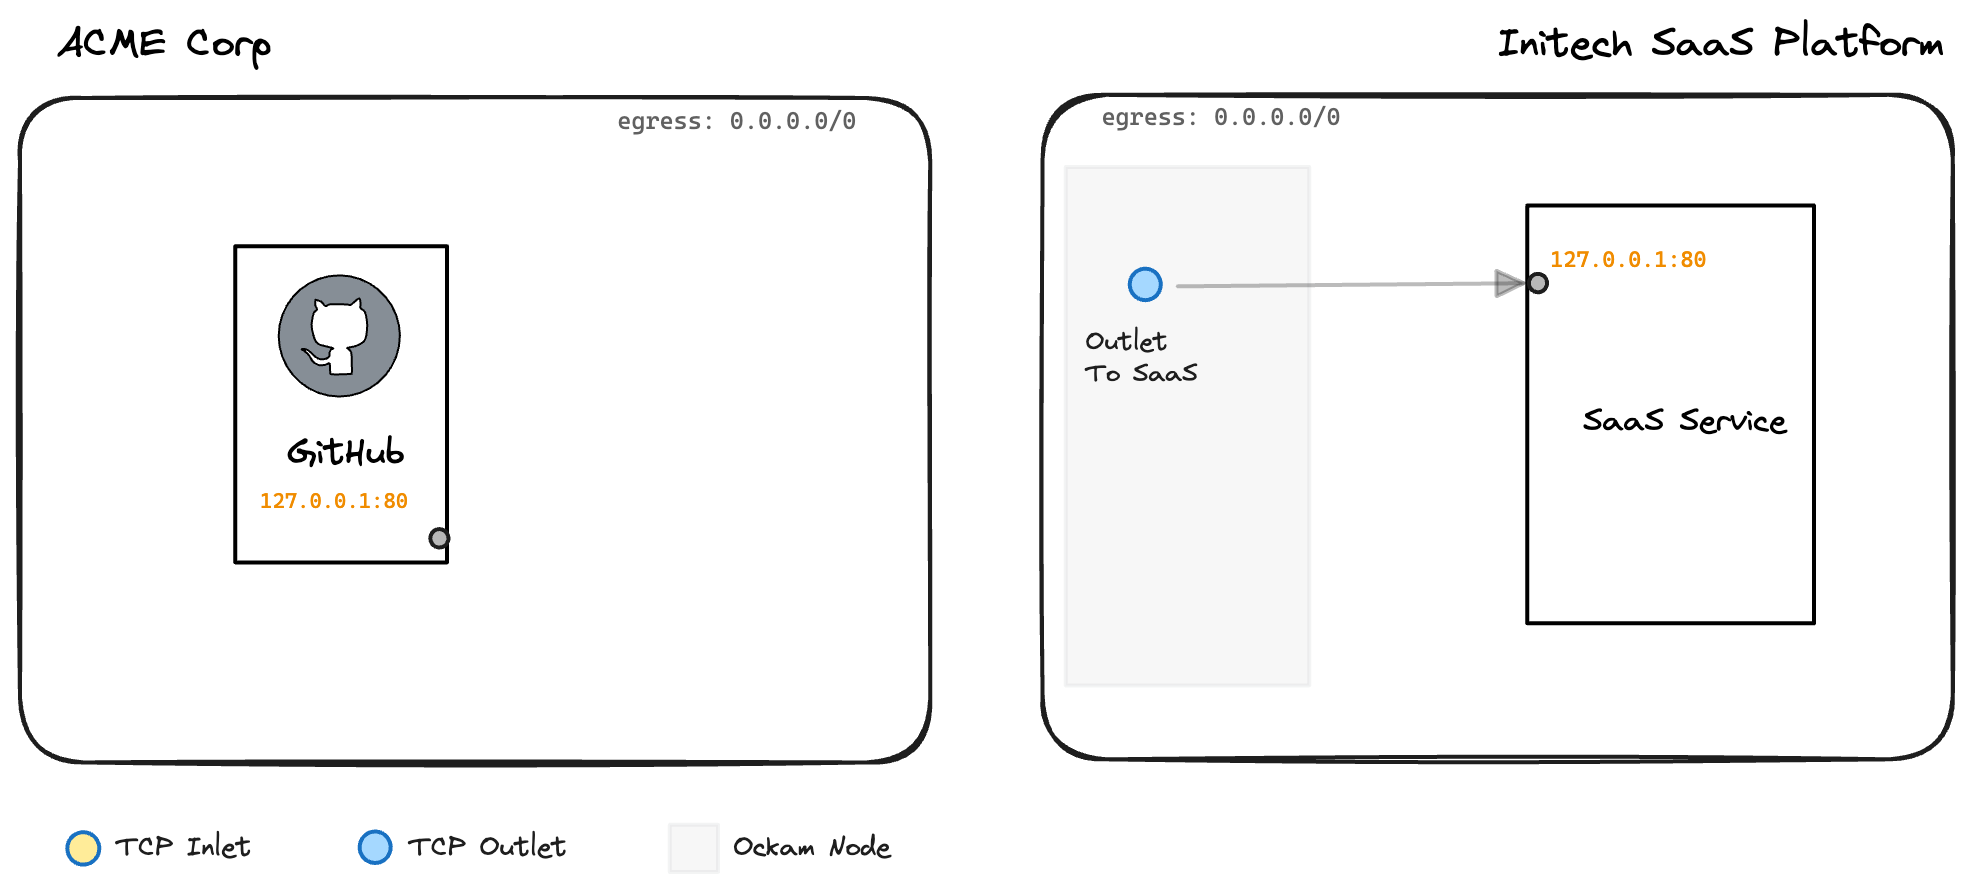 ACME Corp
Initech SaaS Platform
egress: 0.0.0.0/0
egress: 0.0.0.0/0
GitHub
127.0.0.1:80
Outlet
To SaaS
127.0.0.1:80
SaaS Service
TCP Inlet
TCP Outlet
Ockam Node